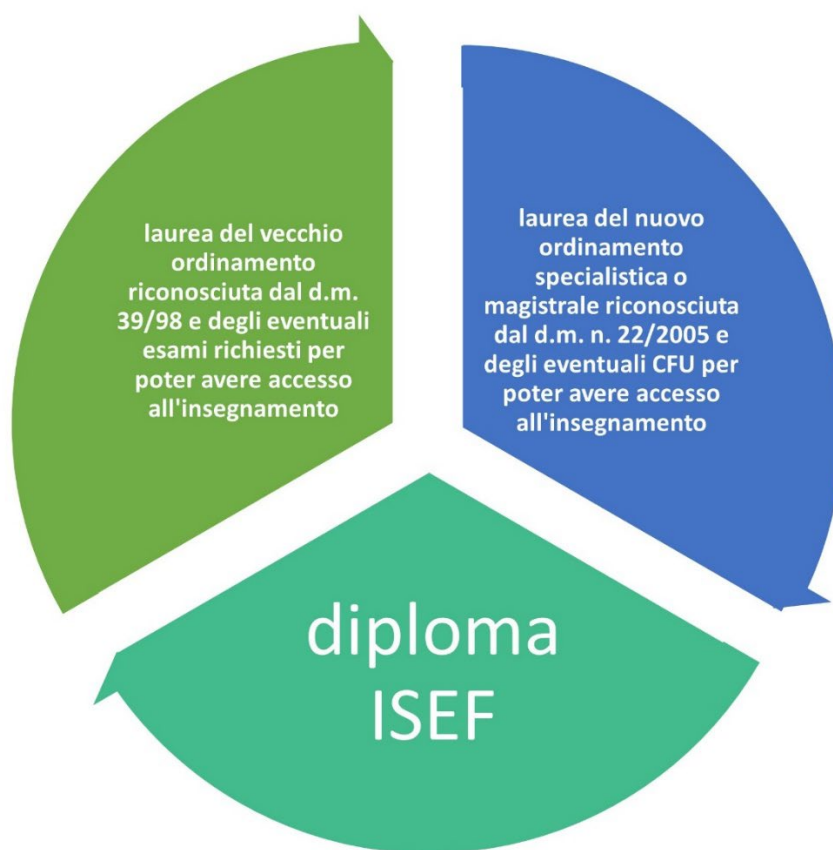 laurea del vecchio
ordinamento
riconosciuta dal d.m.
39/98 e degli eventuali
esami richiesti per
poter avere accesso
all'insegnamento
laurea del nuovo
ordinamento
specialistica o
magistrale riconosciuta
dal d.m. n. 22/2005 e
degli eventuali CFU per
poter avere accesso
all'insegnamento
diploma
ISEF